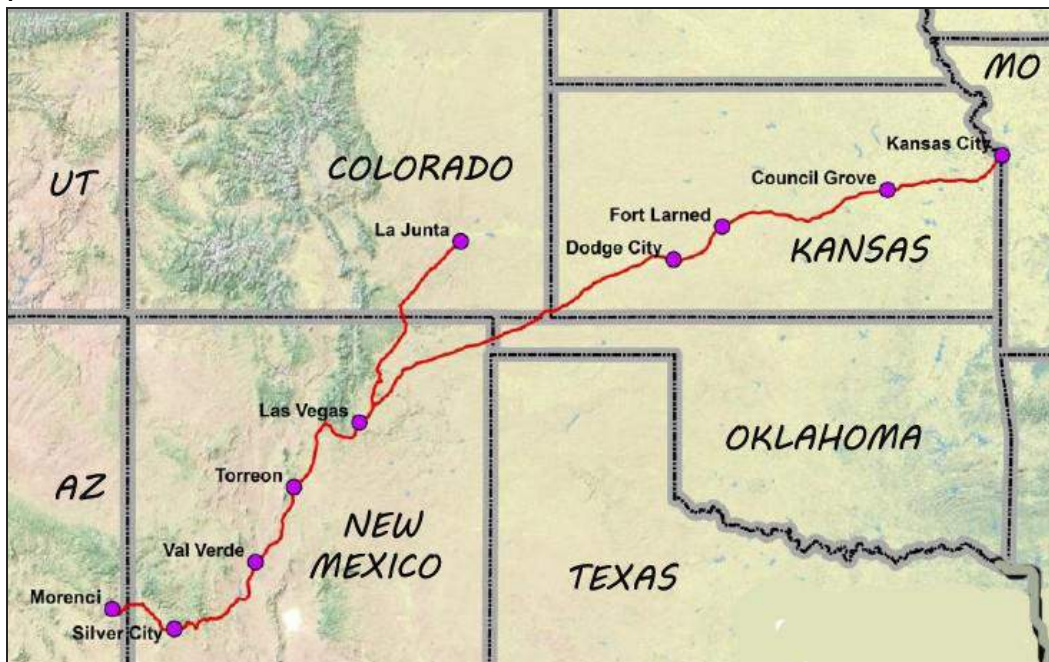 MO
Kansas City
COLORADO
UT
Council Grove
Fort Larned
La Junta
Dodge City
KANSAS
Las Vegas
OKLAHOMA
Torreon
AZ
NEW
MEXICO
Val Verde
TEXAS
Morenci
Silver City